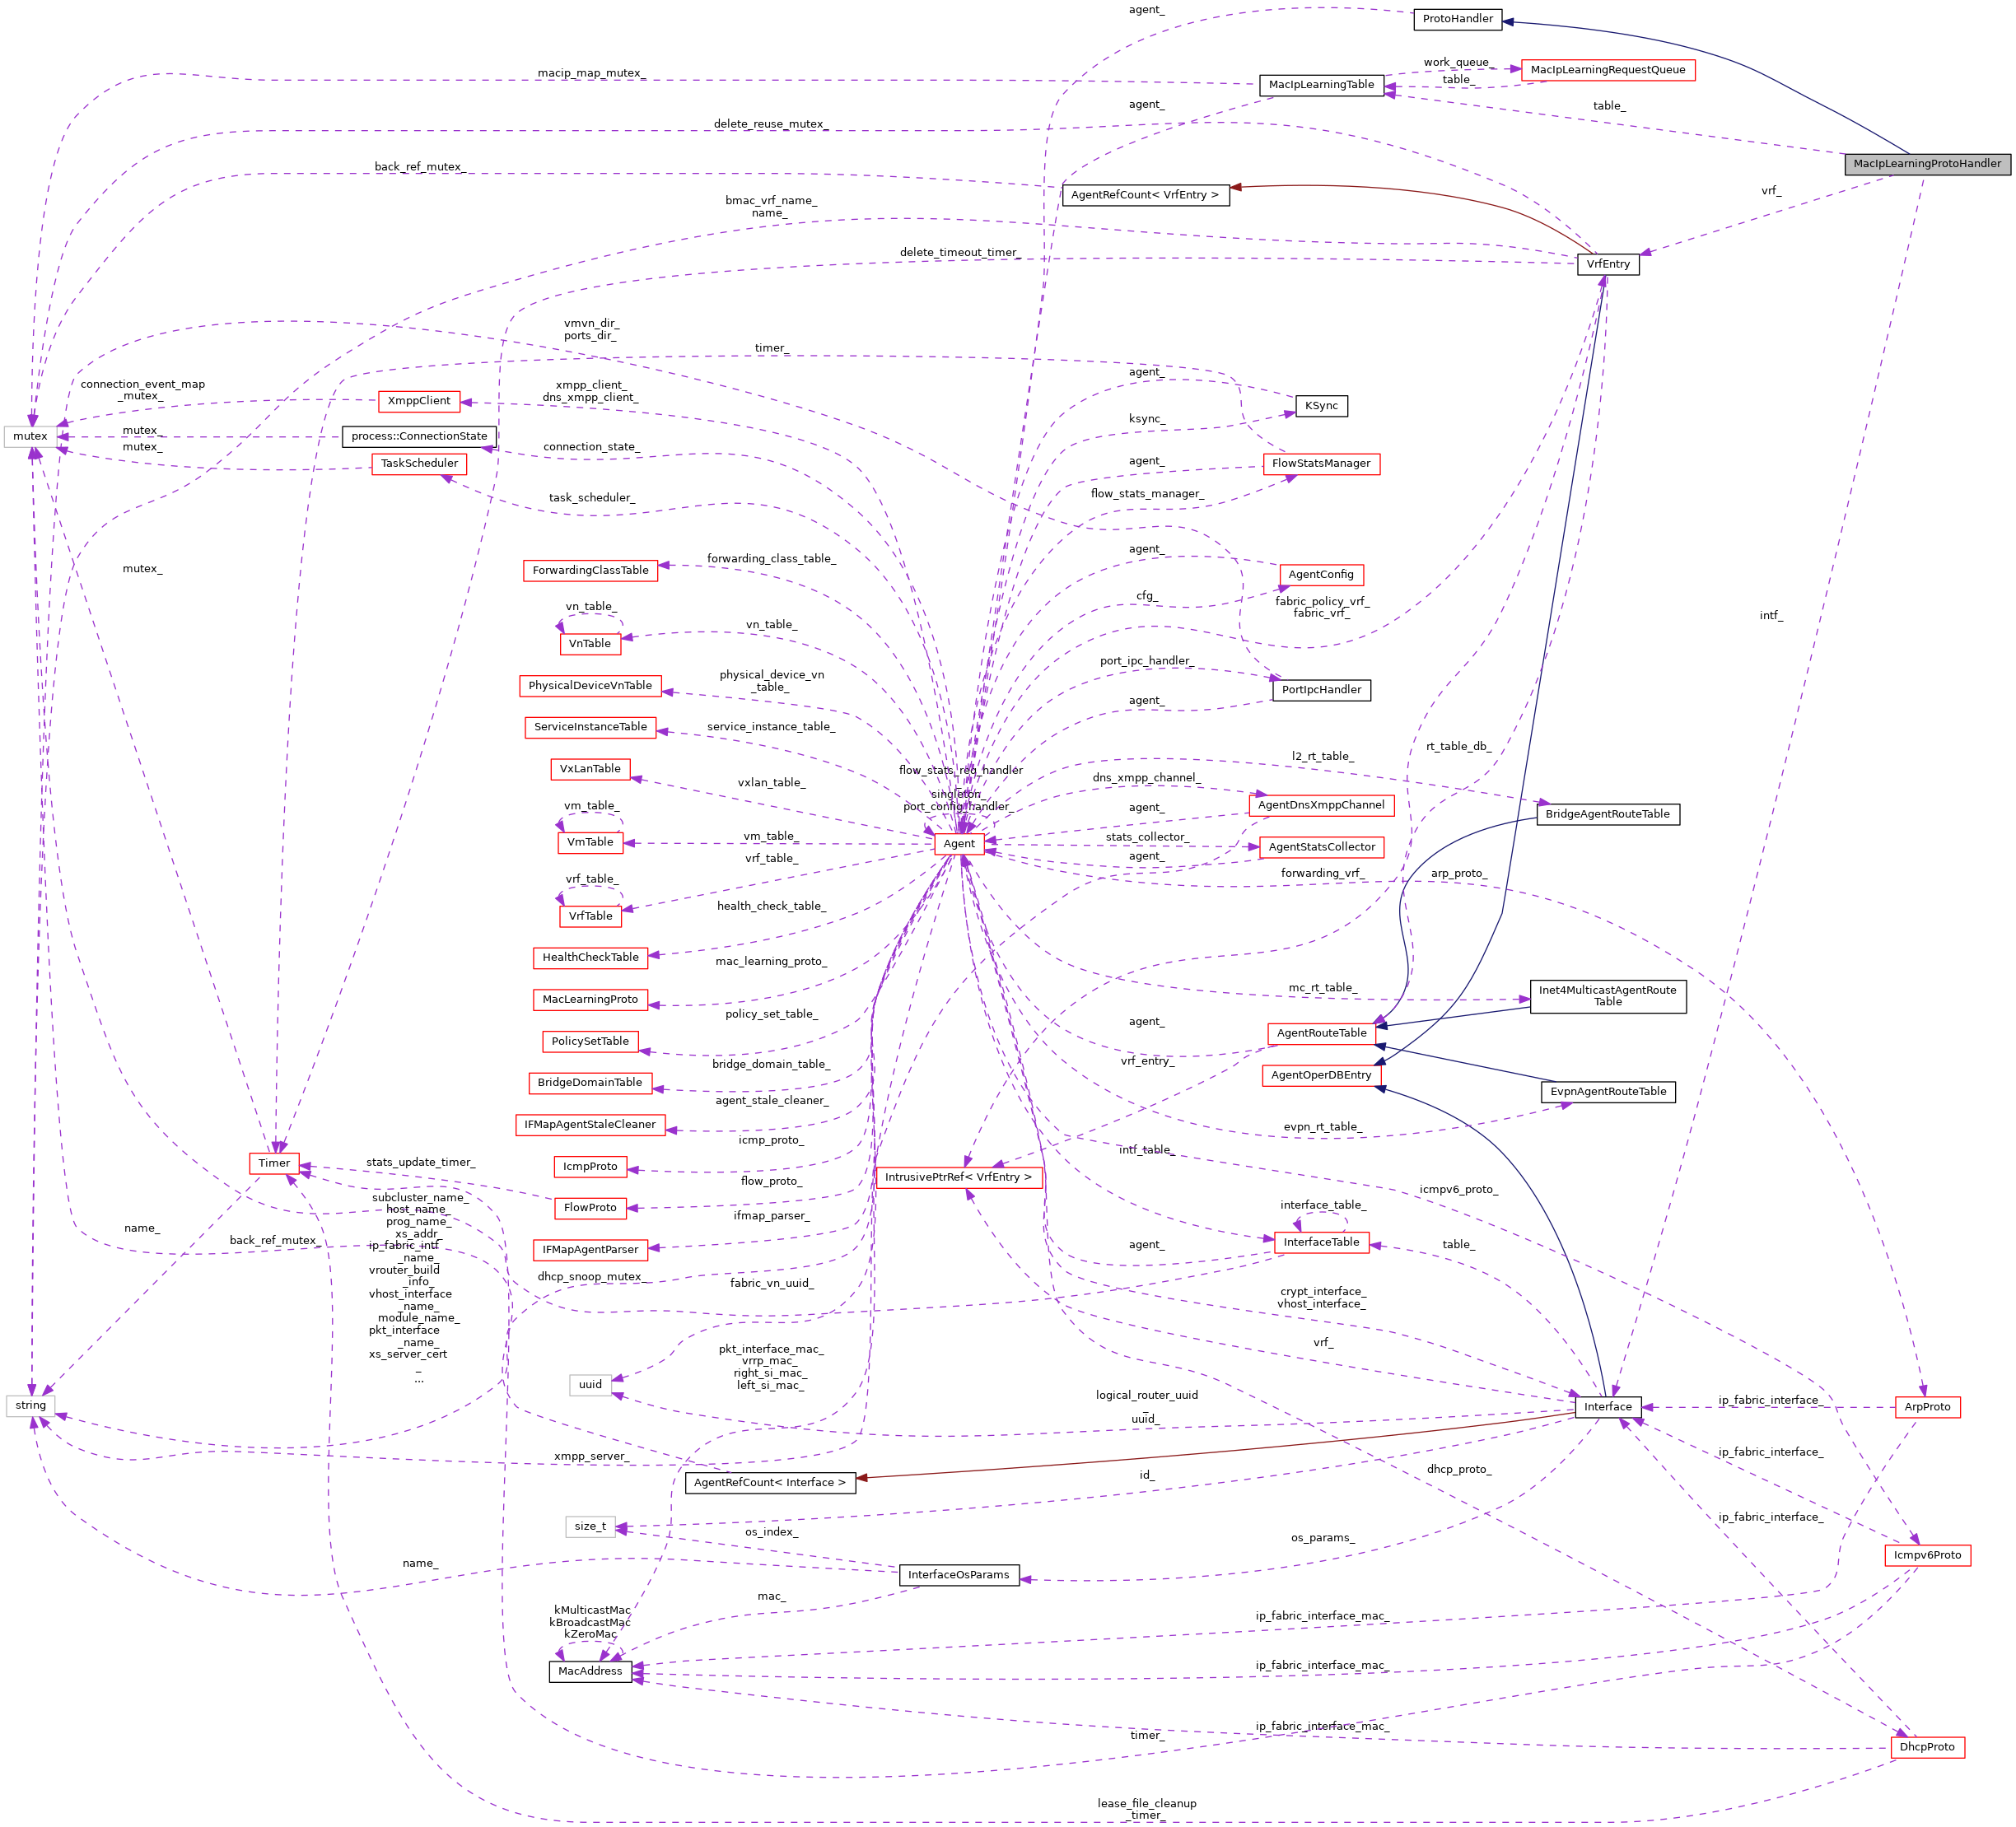 agent_
ProtoHandler
macip_map_mutex_
work_queue_
MacIpLearningRequestQueue
MacIpLearningTable
table_
agent_
table_
delete_reuse_mutex_
MacIpLearningProtoHandler
back_ref_mutex_
vrf_
AgentRefCount< VrfEntry >
bmac_vrf_name_
name_
delete_timeout_timer_
VrfEntry
vmvn_dir_
ports_dir_
timer_
agent_
connection_event_map
_mutex_
xmpp_client_
dns_xmpp_client_
XmppClient
KSync
ksync_
mutex
mutex_
process::ConnectionState
mutex_
connection_state_
TaskScheduler
agent_
FlowStatsManager
task_scheduler_
flow_stats_manager_
agent_
mutex_
forwarding_class_table_
ForwardingClassTable
AgentConfig
cfg_
fabric_policy_vrf_
fabric_vrf_
vn_table_
intf_
vn_table_
VnTable
port_ipc_handler_
physical_device_vn
_table_
PhysicalDeviceVnTable
PortIpcHandler
agent_
service_instance_table_
ServiceInstanceTable
rt_table_db_
l2_rt_table_
VxLanTable
flow_stats_req_handler
_
singleton_
port_config_handler_
dns_xmpp_channel_
vxlan_table_
AgentDnsXmppChannel
vm_table_
agent_
BridgeAgentRouteTable
vm_table_
VmTable
Agent
stats_collector_
AgentStatsCollector
vrf_table_
agent_
vrf_table_
forwarding_vrf_
arp_proto_
VrfTable
health_check_table_
HealthCheckTable
mac_learning_proto_
mc_rt_table_
Inet4MulticastAgentRoute
Table
MacLearningProto
policy_set_table_
agent_
AgentRouteTable
PolicySetTable
bridge_domain_table_
vrf_entry_
AgentOperDBEntry
BridgeDomainTable
EvpnAgentRouteTable
agent_stale_cleaner_
IFMapAgentStaleCleaner
evpn_rt_table_
icmp_proto_
intf_table_
Timer
stats_update_timer_
IcmpProto
flow_proto_
IntrusivePtrRef< VrfEntry >
icmpv6_proto_
FlowProto
interface_table_
subcluster_name_
host_name_
prog_name_
xs_addr_
ip_fabric_intf
_name_
vrouter_build
_info_
vhost_interface
_name_
module_name_
pkt_interface
_name_
xs_server_cert
_
...
name_
back_ref_mutex_
ifmap_parser_
IFMapAgentParser
agent_
InterfaceTable
table_
dhcp_snoop_mutex_
fabric_vn_uuid_
crypt_interface_
vhost_interface_
vrf_
pkt_interface_mac_
vrrp_mac_
right_si_mac_
left_si_mac_
uuid
logical_router_uuid
_
uuid_
string
Interface
ip_fabric_interface_
ArpProto
xmpp_server_
AgentRefCount< Interface >
id_
dhcp_proto_
ip_fabric_interface_
size_t
os_index_
os_params_
ip_fabric_interface_
name_
InterfaceOsParams
Icmpv6Proto
mac_
kMulticastMac
kBroadcastMac
kZeroMac
ip_fabric_interface_mac_
MacAddress
ip_fabric_interface_mac_
timer_
ip_fabric_interface_mac_
DhcpProto
lease_file_cleanup
_timer_